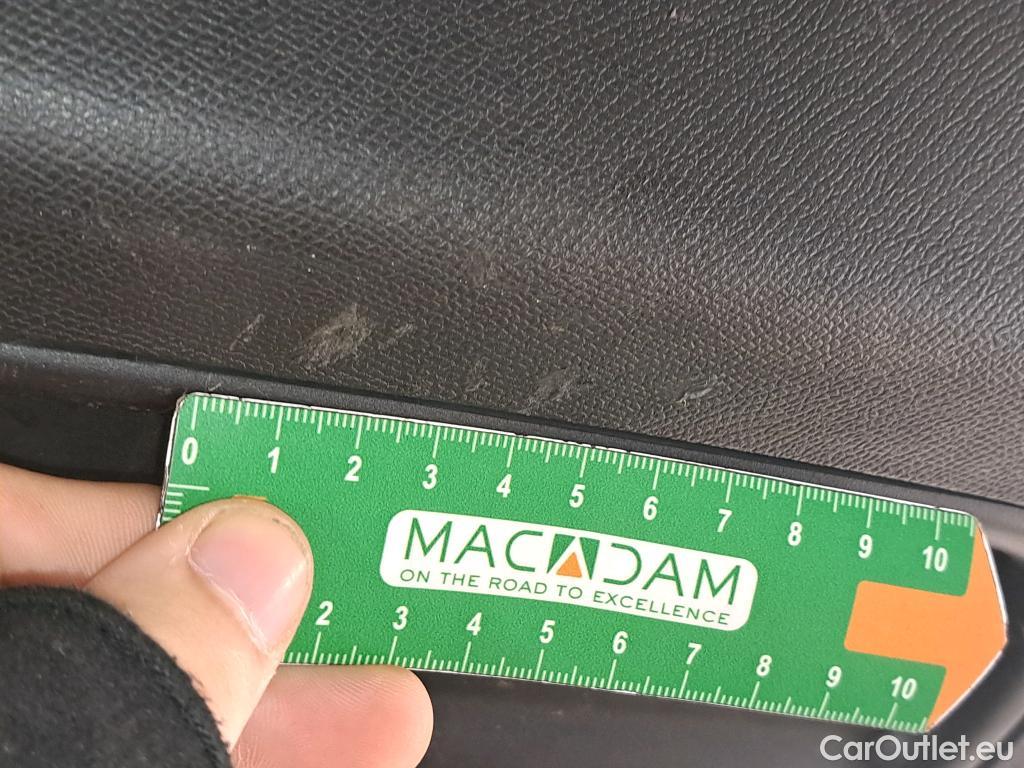 0 1 2 3 4 5 6 7 8 9 10
MACADAM
ON THE ROAD TO EXCELLENCE
2 3 4 5 6 7 8 9 10
CarOutlet.eu